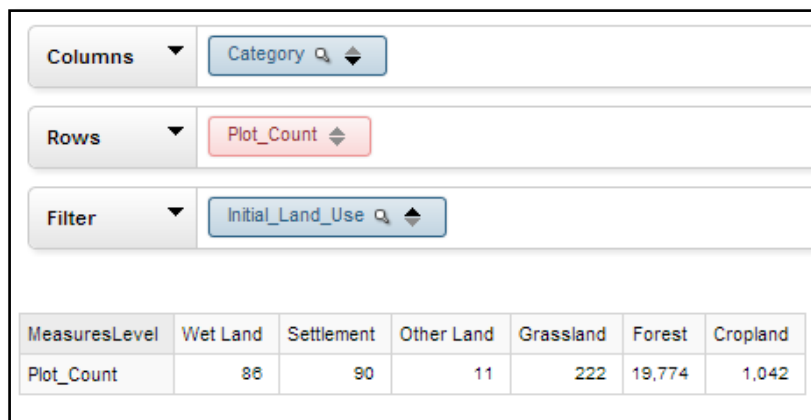 Columns Category
Rows Plot_Count
Filter Initial_Land_Use
MeasuresLevel Wet Land Settlement Other Land Grassland Forest Cropland
Plot_Count 86 90 11 222 19,774 1,042